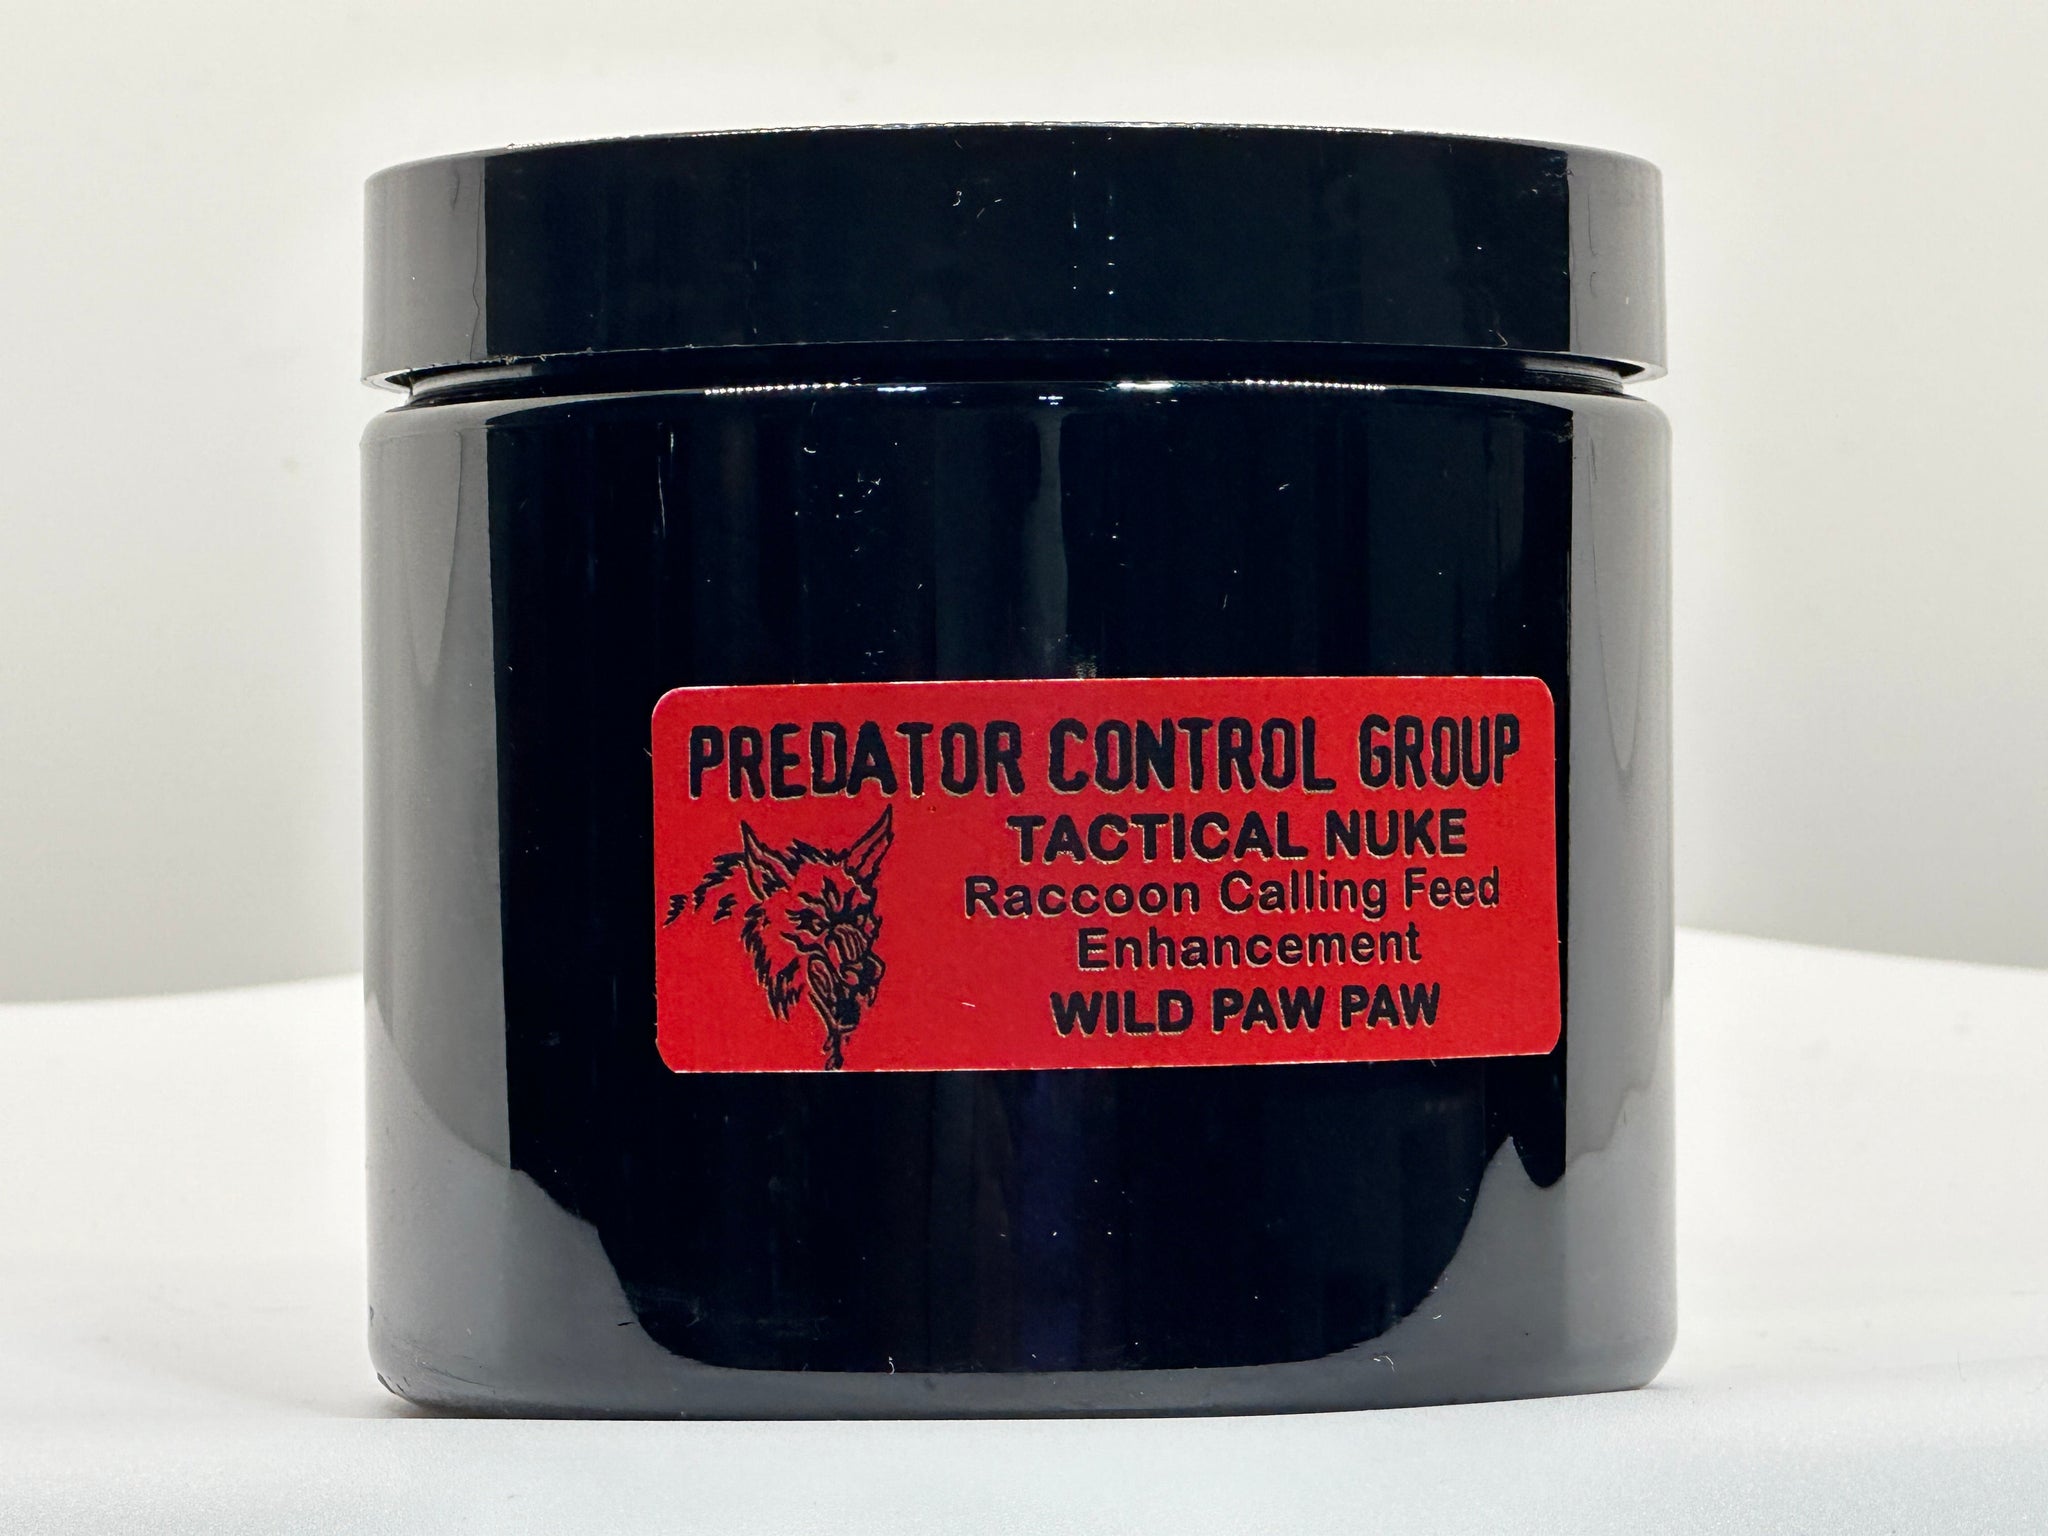 PREDATOR CONTROL GROUP
TACTICAL NUKE
Raccoon Calling Feed
Enhancement
WILD PAW PAW